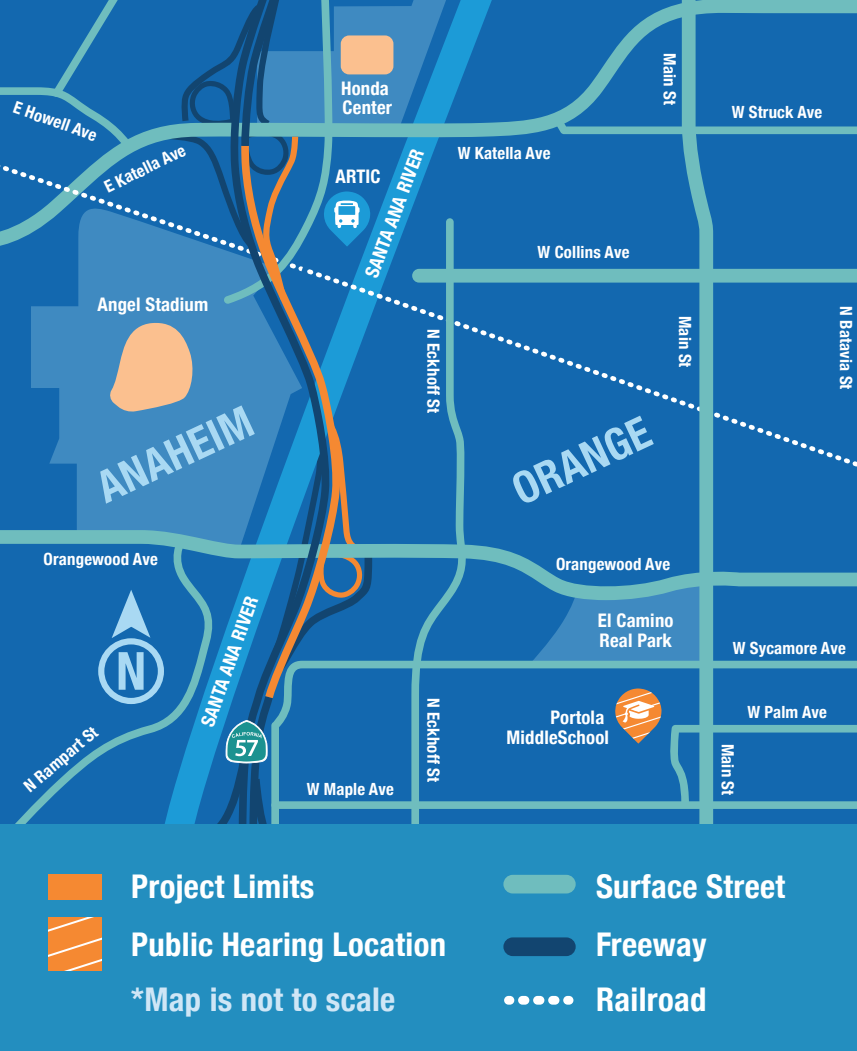 Honda
Center
Main St
E Howell Ave
W Struck Ave
E Katella Ave
W Katella Ave
ARTIC
SANTA ANA RIVER
W Collins Ave
Angel Stadium
N Eckhoff St
Main St
N Batavia St
ANAHEIM
ORANGE
Orangewood Ave
Orangewood Ave
N
SANTA ANA RIVER
El Camino
Real Park
W Sycamore Ave
Portola
MiddleSchool
W Palm Ave
CALIFORNIA
57
N Rampart St
N Eckhoff St
Main St
W Maple Ave
Project Limits
Surface Street
Public Hearing Location
Freeway
*Map is not to scale
Railroad